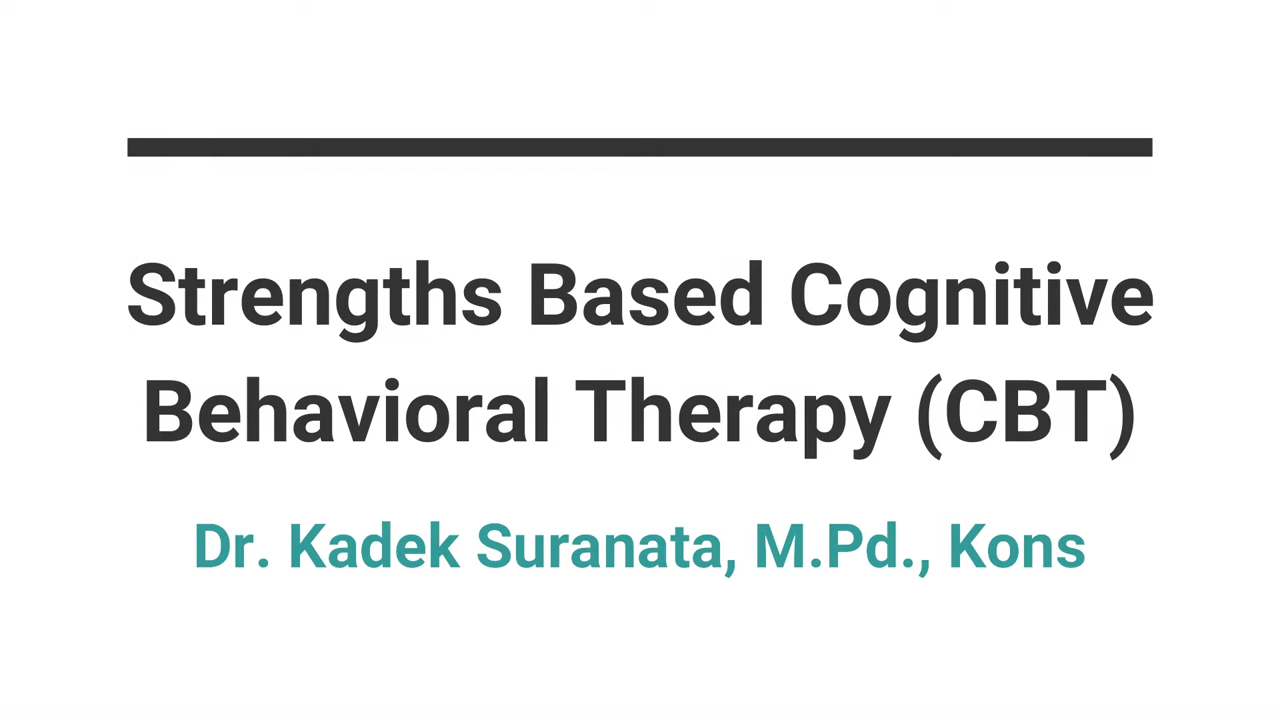 Strengths Based Cognitive
Behavioral Therapy (CBT)
Dr. Kadek Suranata, M.Pd., Kons